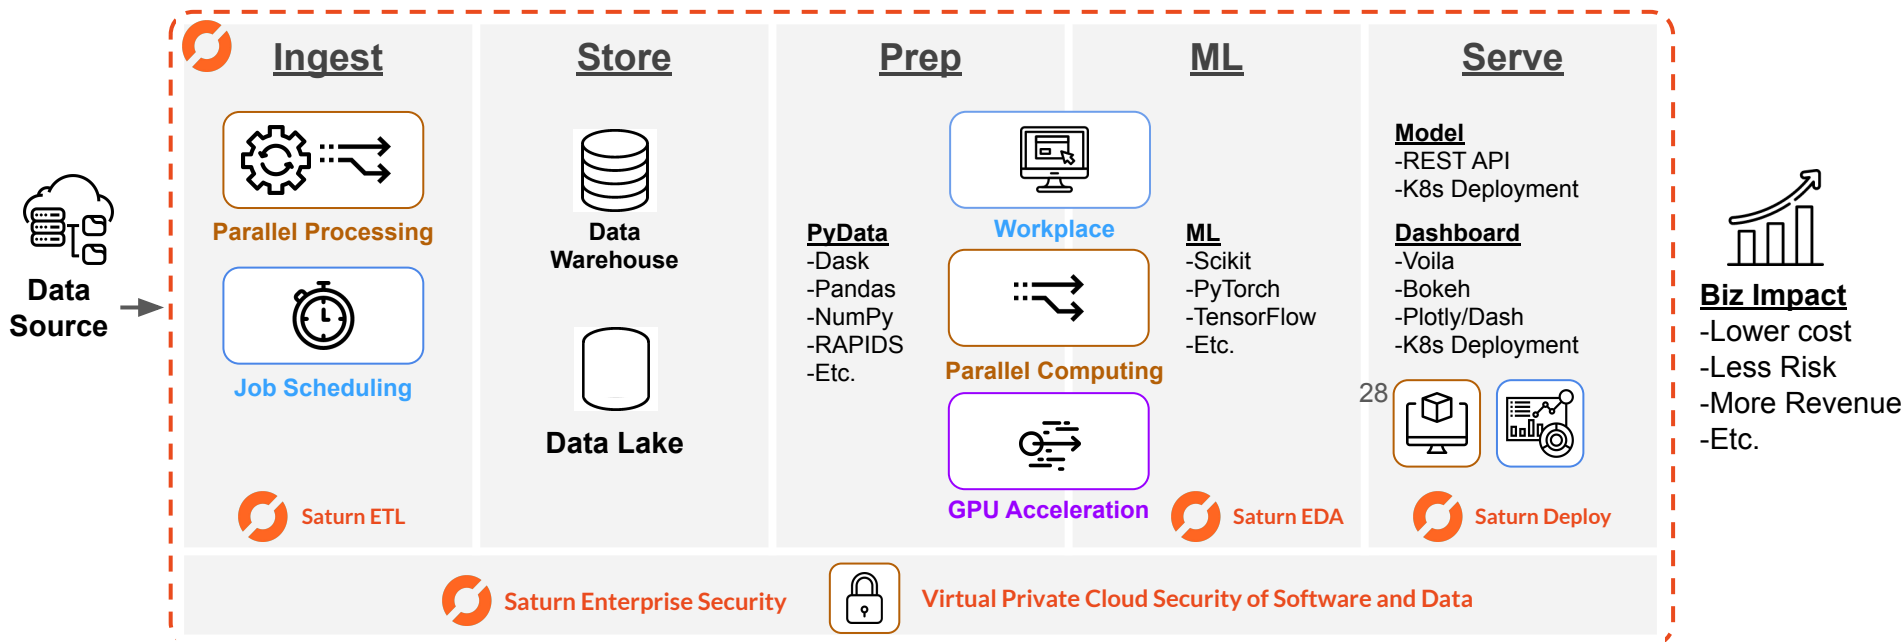 Data
Source
Ingest
Parallel Processing
Job Scheduling
Saturn ETL
Store
Data
Warehouse
Data Lake
Prep
PyData
-Dask
-Pandas
-NumPy
-RAPIDS
-Etc.
Workplace
Parallel Computing
GPU Acceleration
ML
ML
-Scikit
-PyTorch
-TensorFlow
-Etc.
Saturn EDA
Serve
Model
-REST API
-K8s Deployment
Dashboard
-Voila
-Bokeh
-Plotly/Dash
-K8s Deployment
28
Saturn Deploy
Saturn Enterprise Security
Virtual Private Cloud Security of Software and Data
Biz Impact
-Lower cost
-Less Risk
-More Revenue
-Etc.